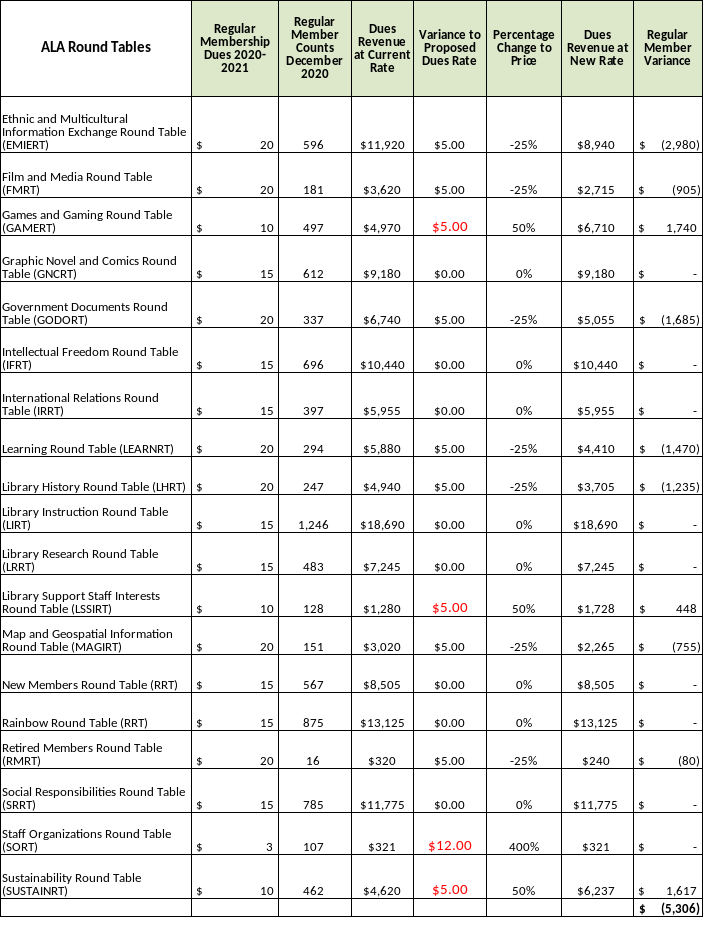 ALA Round Tables
Regular Membership Dues 2020-2021
Regular Member Counts December 2020
Dues Revenue at Current Rate
Variance to Proposed Dues Rate
Percentage Change to Price
Dues Revenue at New Rate
Regular Member Variance
Ethnic and Multicultural
Information Exchange Round Table
(EMIERT) $ 20 596 $11,920 $5.00 -25% $8,940 $ (2,980)
Film and Media Round Table
(FMRT) $ 20 181 $3,620 $5.00 -25% $2,715 $ (905)
Games and Gaming Round Table
(GAMERT) $ 10 497 $4,970 $5.00 50% $6,710 $ 1,740
Graphic Novel and Comics Round
Table (GNCRT) $ 15 612 $9,180 $0.00 0% $9,180 $ -
Government Documents Round
Table (GODORT) $ 20 337 $6,740 $5.00 -25% $5,055 $ (1,685)
Intellectual Freedom Round Table
(IFRT) $ 15 696 $10,440 $0.00 0% $10,440 $ -
International Relations Round
Table (IRRT) $ 15 397 $5,955 $0.00 0% $5,955 $ -
Learning Round Table (LEARNRT) $ 20 294 $5,880 $5.00 -25% $4,410 $ (1,470)
Library History Round Table (LHRT) $ 20 247 $4,940 $5.00 -25% $3,705 $ (1,235)
Library Instruction Round Table
(LIRT) $ 15 1,246 $18,690 $0.00 0% $18,690 $ -
Library Research Round Table
(LRRT) $ 15 483 $7,245 $0.00 0% $7,245 $ -
Library Support Staff Interests
Round Table (LSSIRT) $ 10 128 $1,280 $5.00 50% $1,728 $ 448
Map and Geospatial Information
Round Table (MAGIRT) $ 20 151 $3,020 $5.00 -25% $2,265 $ (755)
New Members Round Table (RRT) $ 15 567 $8,505 $0.00 0% $8,505 $ -
Rainbow Round Table (RRT) $ 15 875 $13,125 $0.00 0% $13,125 $ -
Retired Members Round Table
(RMRT) $ 20 16 $320 $5.00 -25% $240 $ (80)
Social Responsibilities Round Table
(SRRT) $ 15 785 $11,775 $0.00 0% $11,775 $ -
Staff Organizations Round Table
(SORT) $ 3 107 $321 $12.00 400% $321 $ -
Sustainability Round Table
(SUSTAINRT) $ 10 462 $4,620 $5.00 50% $6,237 $ 1,617
$ (5,306)